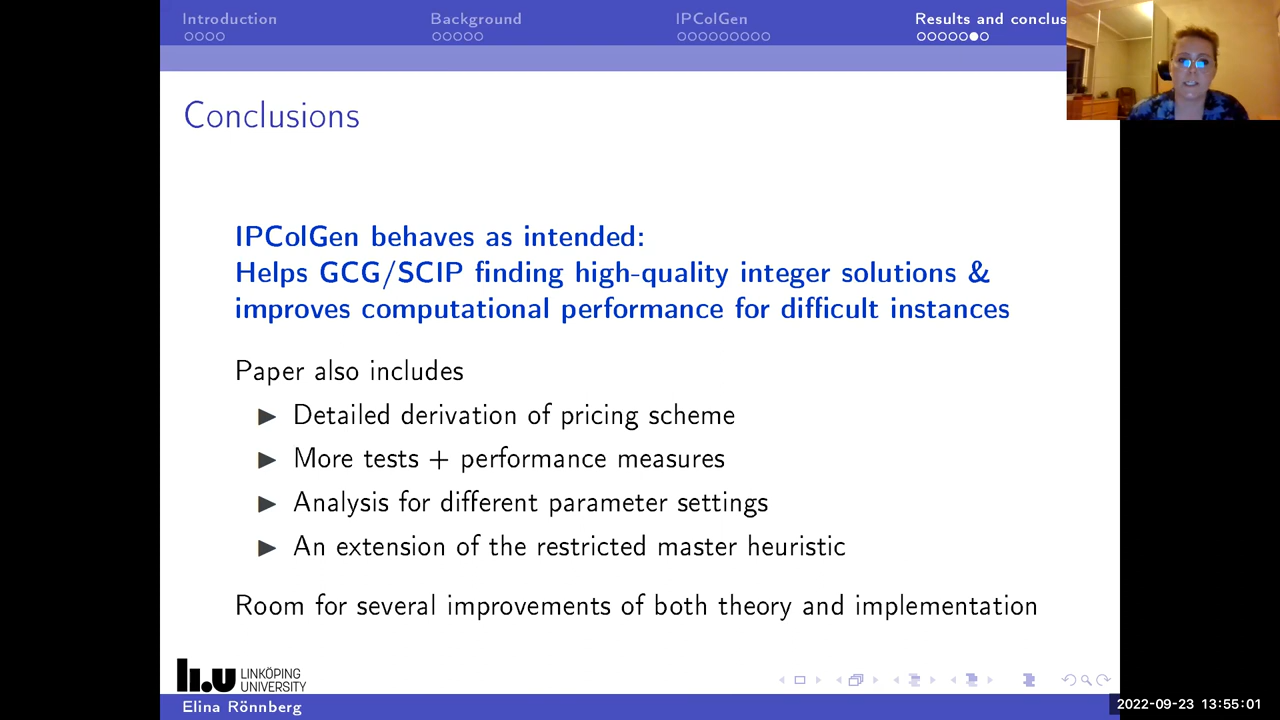 Introduction
Background
IPColGen
Results and conclus
Conclusions
IPColGen behaves as intended:
Helps GCG/SCIP finding high-quality integer solutions &
improves computational performance for difficult instances
Paper also includes
▶ Detailed derivation of pricing scheme
▶ More tests + performance measures
▶ Analysis for different parameter settings
▶ An extension of the restricted master heuristic
Room for several improvements of both theory and implementation
li.u LINKÖPING
UNIVERSITY
Elina Rönnberg
2022-09-23 13:55:01